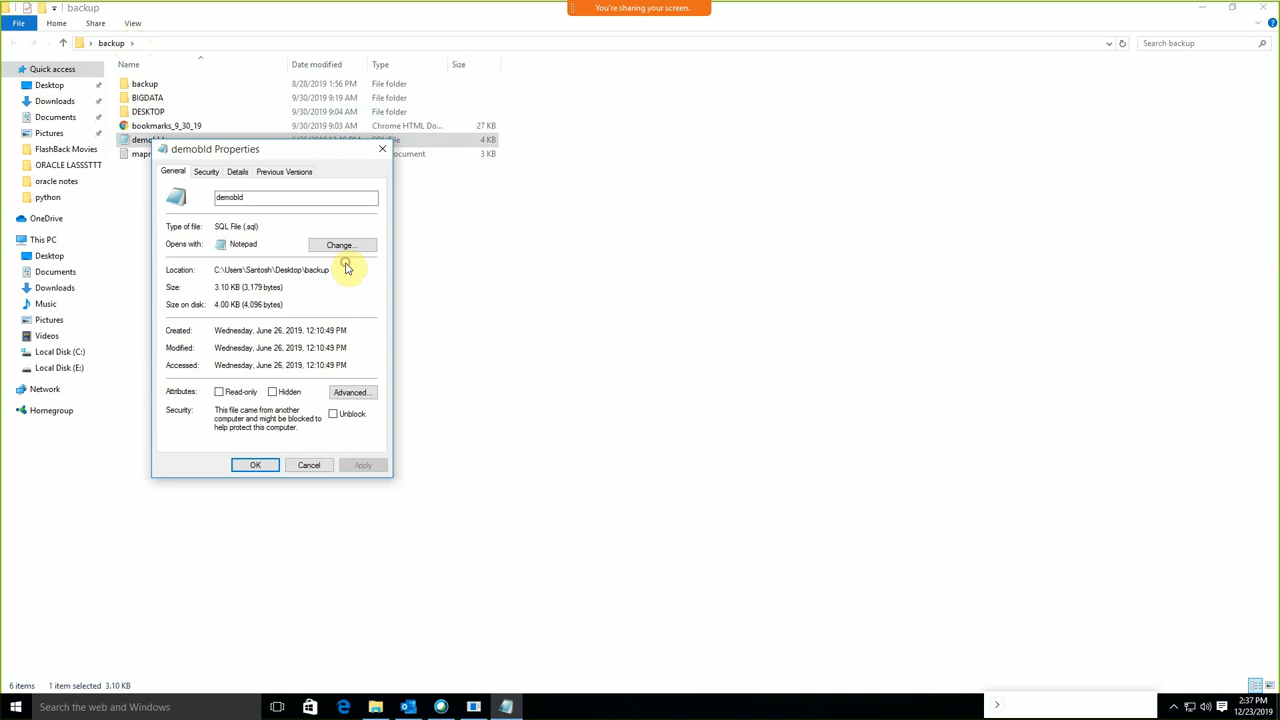 backup
You're sharing your screen.
File Home Share View
backup
Search backup
Name Date modified Type Size
Quick access
Desktop
Downloads
Documents
Pictures
FlashBack Movies
ORACLE LASSSTTT
oracle notes
python
OneDrive
This PC
Desktop
Documents
Downloads
Music
Pictures
Videos
Local Disk (C:)
Local Disk (E:)
Network
Homegroup
backup 8/28/2019 1:56 PM File folder
BIGDATA 9/30/2019 9:19 AM File folder
DESKTOP 9/30/2019 9:04 AM File folder
bookmarks_9_30_19 9/30/2019 9:03 AM Chrome HTML Do... 27 KB
4 KB
3 KB
demobld Properties
General Security Details Previous Versions
demobld
Type of file: SQL File (.sql)
Opens with: Notepad Change...
Location: C:\Users\Santosh\Desktop\backup
Size: 3.10 KB (3,179 bytes)
Size on disk: 4.00 KB (4,096 bytes)
Created: Wednesday, June 26, 2019, 12:10:49 PM
Modified: Wednesday, June 26, 2019, 12:10:49 PM
Accessed: Wednesday, June 26, 2019, 12:10:49 PM
Attributes: Read-only Hidden Advanced...
Security: This file came from another
computer and might be blocked to
help protect this computer.
Unblock
OK Cancel Apply
6 items 1 item selected 3.10 KB
Search the web and Windows
2:37 PM
12/23/2019